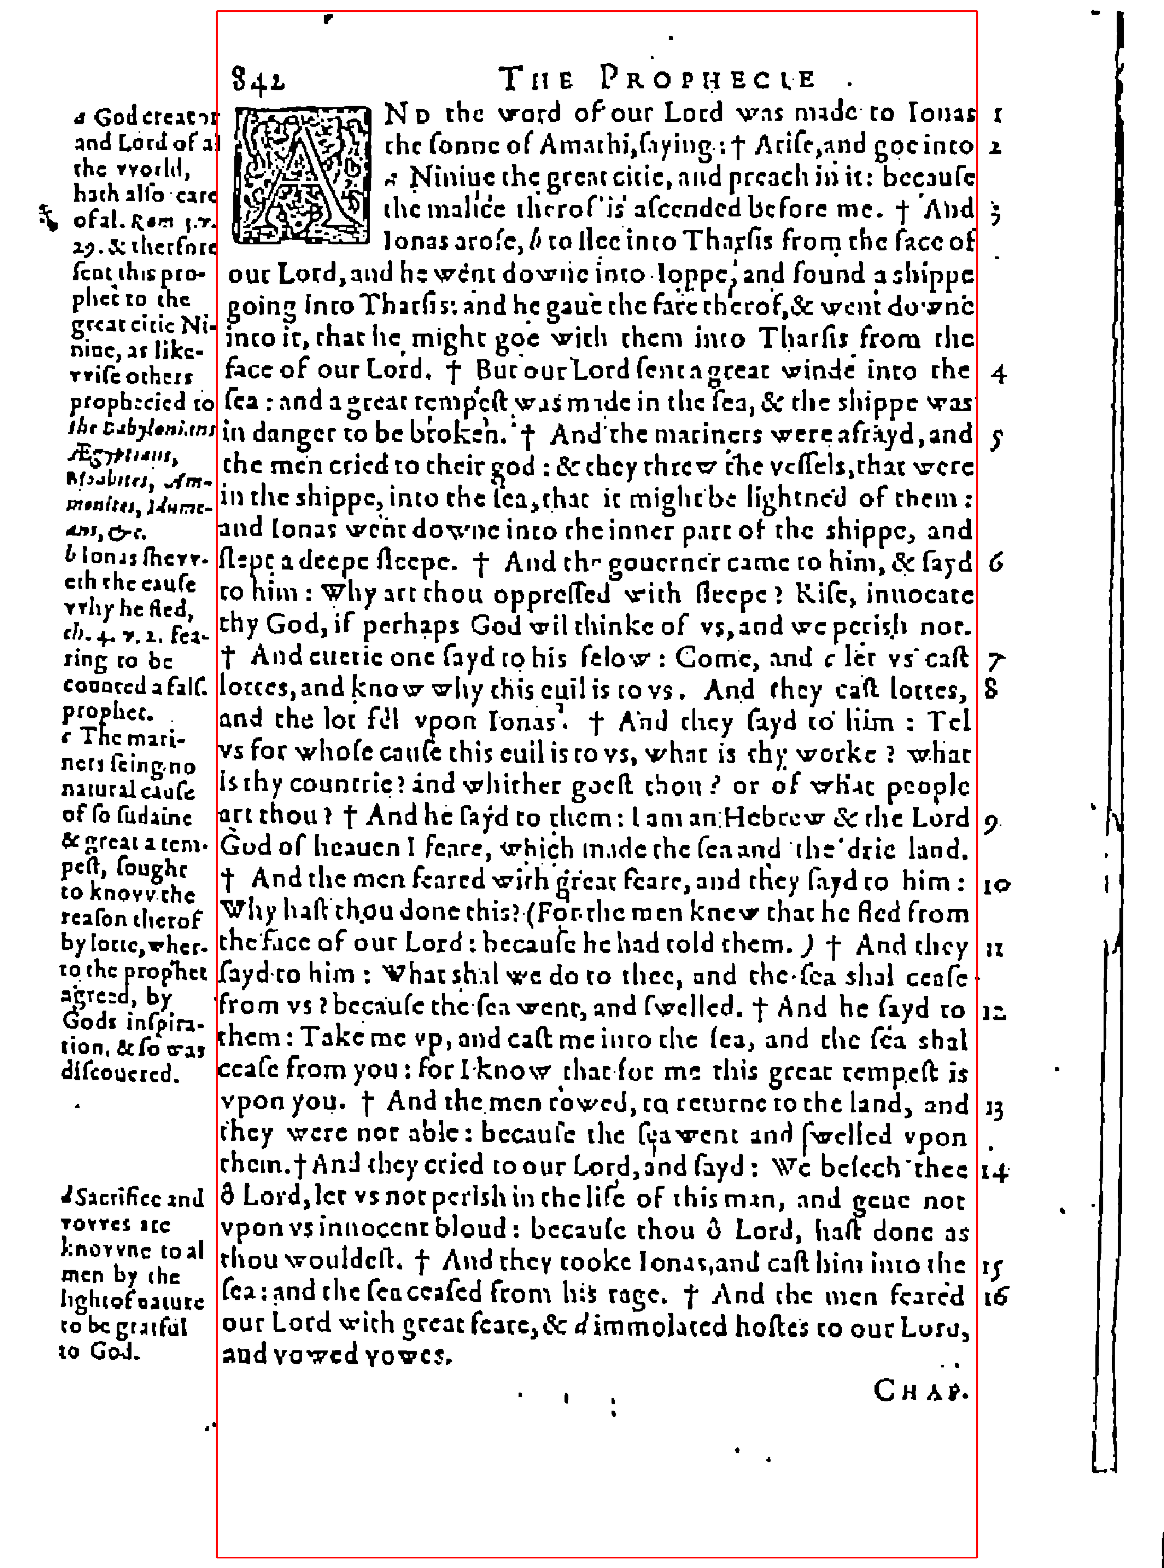 842 THE PROPHECIE
AND the word of our Lord was made to Ionas 1
the sonne of Amathi, saying: † Arise, and goe into 2
a Niniue the great citie, and preach in it: because
the malice therof is ascended before me. † And 3
Ionas arose, b to flee into Tharsis from the face of
our Lord, and he went downe into Ioppe, and found a shippe
going into Tharsis: and he gaue the fare therof, & went downe
into it, that he might goe with them into Tharsis from the
face of our Lord. † But our Lord sent a great winde into the 4
sea: and a great tempest was made in the sea, & the shippe was
in danger to be broken. † And the mariners were afrayd, and 5
the men cried to their god: & they threw the vessels, that were
in the shippe, into the sea, that it might be lightned of them:
and Ionas went downe into the inner part of the shippe, and
slept a deepe sleepe. † And the gouerner came to him, & sayd 6
to him: Why art thou oppressed with sleepe? Rise, inuocate
thy God, if perhaps God wil thinke of vs, and we perish not.
† And euerie one sayd to his felow: Come, and c let vs cast 7
lottes, and know why this euil is to vs. And they cast lottes, 8
and the lot fel vpon Ionas. † And they sayd to him: Tel
vs for whose cause this euil is to vs, what is thy worke? what
is thy countrie? and whither goest thou? or of what people
art thou? † And he sayd to them: I am an Hebrew & the Lord 9
God of heauen I feare, which made the sea and the drie land.
† And the men feared with great feare, and they sayd to him: 10
Why hast thou done this? (For the men knew that he fled from
the face of our Lord: because he had told them.) † And they 11
sayd to him: What shal we do to thee, and the sea shal cease
from vs? because the sea went, and swelled. † And he sayd to 12
them: Take me vp, and cast me into the sea, and the sea shal
cease from you: for I know that for me this great tempest is
vpon you. † And the men rowed, to returne to the land, and 13
they were not able: because the sea went and swelled vpon
them. † And they cried to our Lord, and sayd: We besech thee 14
ô Lord, let vs not perish in the life of this man, and geue not
vpon vs innocent bloud: because thou ô Lord, hast done as
thou wouldest. † And they tooke Ionas, and cast him into the 15
sea: and the sea ceased from his rage. † And the men feared 16
our Lord with great feare, & d immolated hostes to our Lord,
and vowed vowes.
CHAP.
a God creator
and Lord of al
the world,
hath also care
of al. Rom 3. v.
29. & therfore
sent this pro-
phet to the
great citie Ni-
niue, as like-
wise others
prophecied to
the Babylonians
Ægyptians,
Moabites, Am-
monites, Idume-
ans, &c.
b Ionas shew-
eth the cause
why he fled,
ch. 4. v. 2. fea-
ring to be
counted a fals.
prophet.
c The mari-
ners seing no
natural cause
of so sudaine
& great a tem-
pest, sought
to know the
reason therof
by lotte, wher-
to the prophet
agreed, by
Gods inspira-
tion, & so was
discouered.
d Sacrifice and
vowes are
knowne to al
men by the
light of nature
to be grateful
to God.